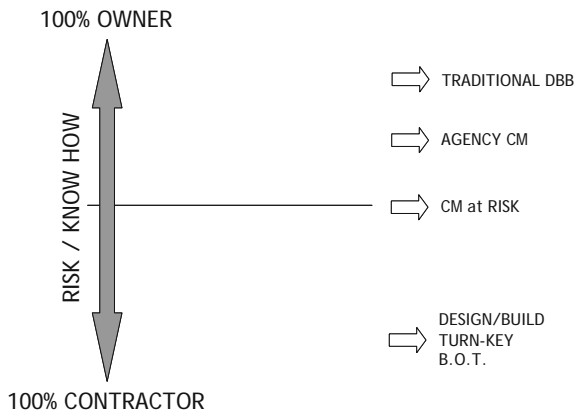 100% OWNER
TRADITIONAL DBB
AGENCY CM
RISK / KNOW HOW
CM at RISK
DESIGN/BUILD
TURN-KEY
B.O.T.
100% CONTRACTOR